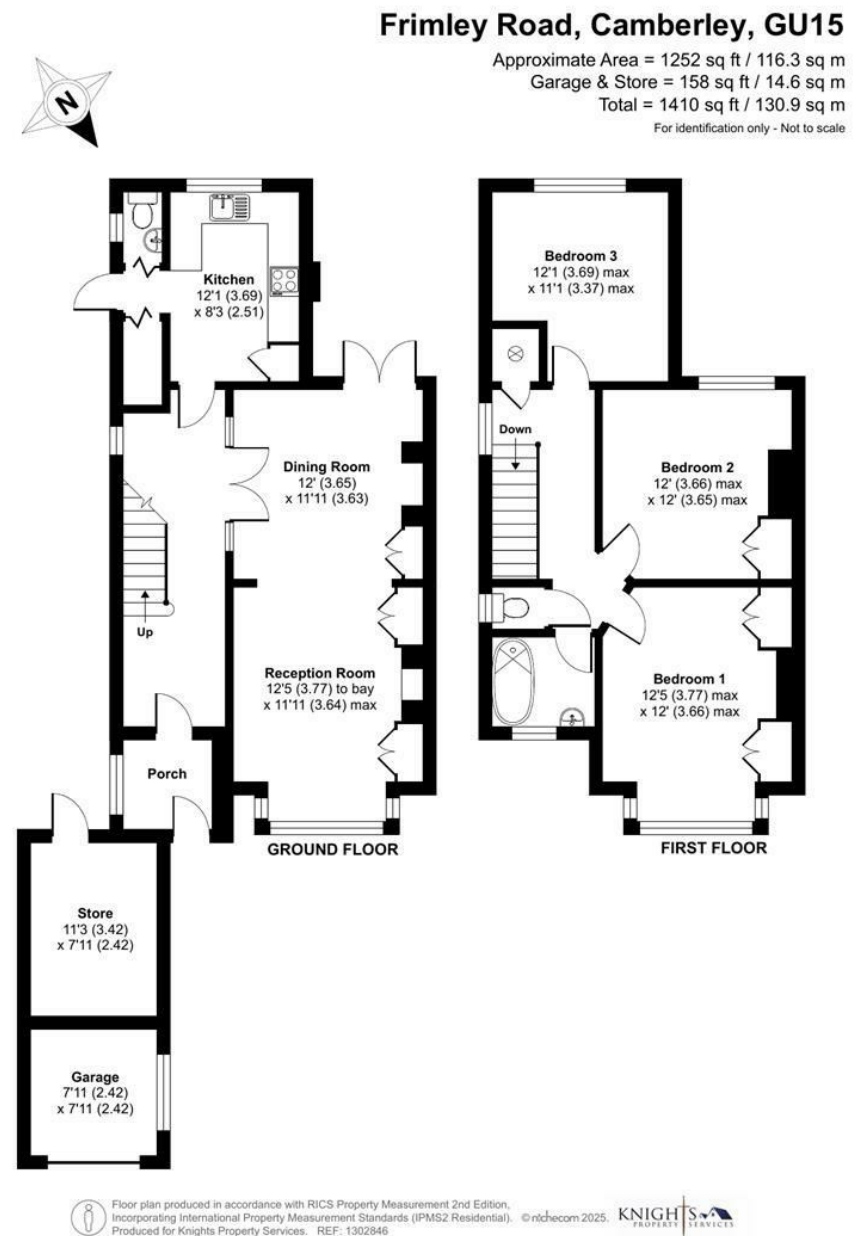 Frimley Road, Camberley, GU15
Approximate Area = 1252 sq ft / 116.3 sq m
Garage & Store = 158 sq ft / 14.6 sq m
Total = 1410 sq ft / 130.9 sq m
For identification only - Not to scale
N
Kitchen
12'1 (3.69)
x 8'3 (2.51)
Dining Room
12' (3.65)
x 11'11 (3.63)
Up
Reception Room
12'5 (3.77) to bay
x 11'11 (3.64) max
Porch
GROUND FLOOR
Store
11'3 (3.42)
x 7'11 (2.42)
Garage
7'11 (2.42)
x 7'11 (2.42)
Bedroom 3
12'1 (3.69) max
x 11'1 (3.37) max
Down
Bedroom 2
12' (3.66) max
x 12' (3.65) max
Bedroom 1
12'5 (3.77) max
x 12' (3.66) max
FIRST FLOOR
Floor plan produced in accordance with RICS Property Measurement 2nd Edition,
Incorporating International Property Measurement Standards (IPMS2 Residential). © nichecom 2025.
Produced for Knights Property Services. REF: 1302846
KNIGHTS
PROPERTY SERVICES